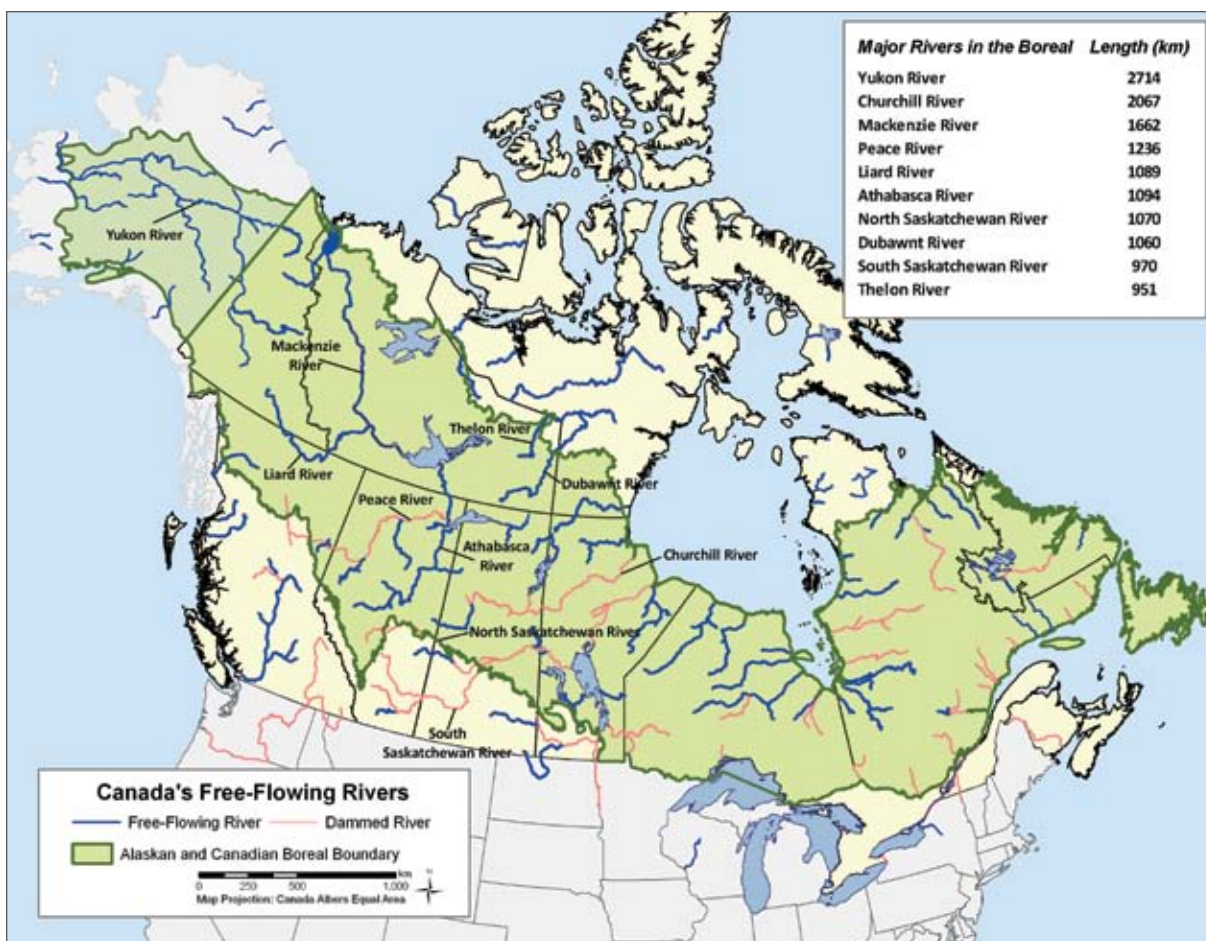 Major Rivers in the Boreal Length (km)
Yukon River 2714
Churchill River 2067
Mackenzie River 1662
Peace River 1236
Liard River 1089
Athabasca River 1094
North Saskatchewan River 1070
Dubawnt River 1060
South Saskatchewan River 970
Thelon River 951
Yukon River
Mackenzie
River
Thelon River
Liard River
Dubawnt River
Peace River
Athabasca
River
Churchill River
North Saskatchewan River
South
Saskatchewan River
Canada's Free-Flowing Rivers
Free-Flowing River Dammed River
Alaskan and Canadian Boreal Boundary
km
0 250 500 1,000
Map Projection: Canada Albers Equal Area